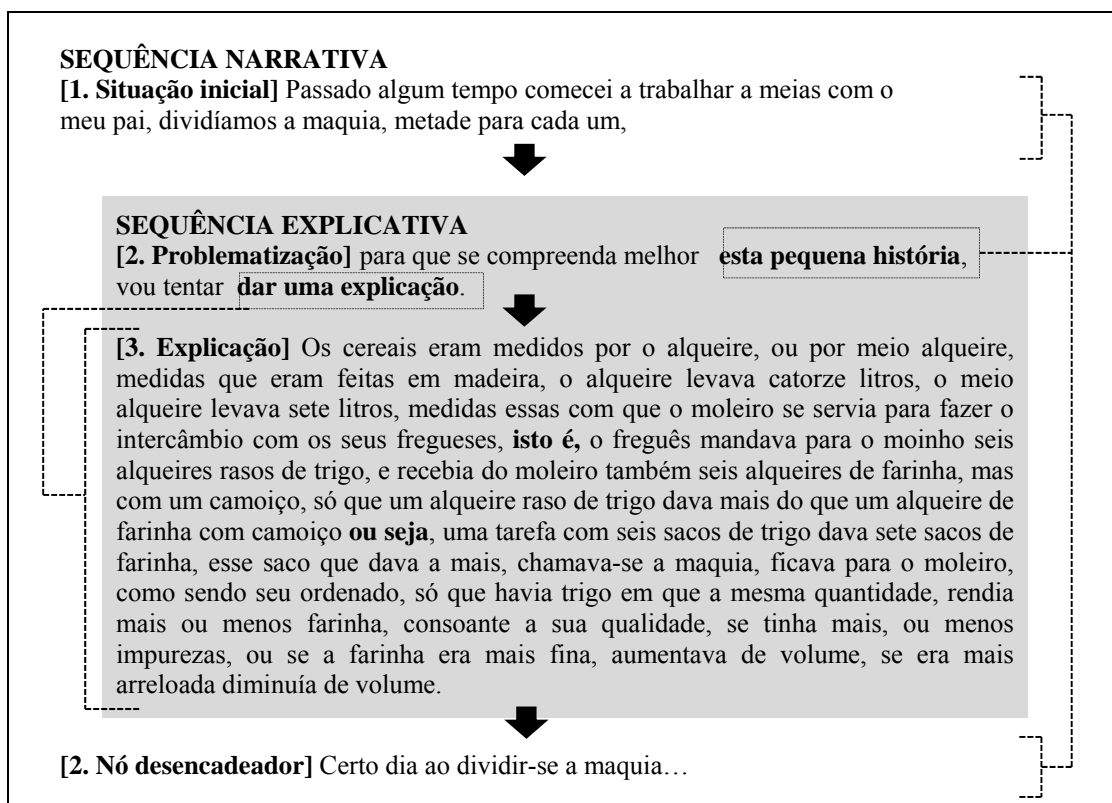 SEQUÊNCIA NARRATIVA
[1. Situação inicial] Passado algum tempo comecei a trabalhar a meias com o
meu pai, dividíamos a maquia, metade para cada um,
SEQUÊNCIA EXPLICATIVA
[2. Problematização] para que se compreenda melhor esta pequena história,
vou tentar dar uma explicação.
[3. Explicação] Os cereais eram medidos por o alqueire, ou por meio alqueire,
medidas que eram feitas em madeira, o alqueire levava catorze litros, o meio
alqueire levava sete litros, medidas essas com que o moleiro se servia para fazer o
intercâmbio com os seus fregueses, isto é, o freguês mandava para o moinho seis
alqueires rasos de trigo, e recebia do moleiro também seis alqueires de farinha, mas
com um camoiço, só que um alqueire raso de trigo dava mais do que um alqueire de
farinha com camoiço ou seja, uma tarefa com seis sacos de trigo dava sete sacos de
farinha, esse saco que dava a mais, chamava-se a maquia, ficava para o moleiro,
como sendo seu ordenado, só que havia trigo em que a mesma quantidade, rendia
mais ou menos farinha, consoante a sua qualidade, se tinha mais, ou menos
impurezas, ou se a farinha era mais fina, aumentava de volume, se era mais
arreloada diminuía de volume.
[2. Nó desencadeador] Certo dia ao dividir-se a maquia…